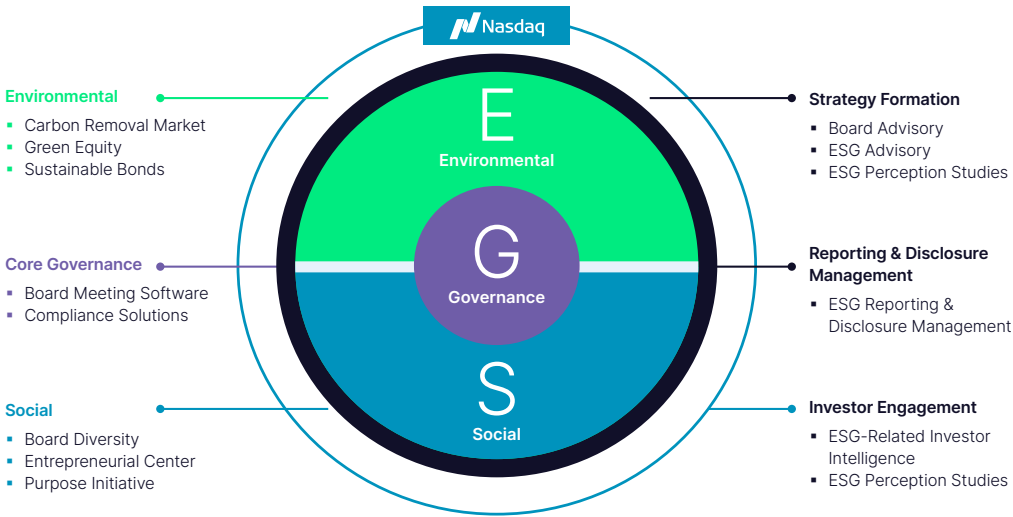 Nasdaq
Environmental
▪ Carbon Removal Market
▪ Green Equity
▪ Sustainable Bonds
Core Governance
▪ Board Meeting Software
▪ Compliance Solutions
Social
▪ Board Diversity
▪ Entrepreneurial Center
▪ Purpose Initiative
E
Environmental
G
Governance
S
Social
Strategy Formation
▪ Board Advisory
▪ ESG Advisory
▪ ESG Perception Studies
Reporting & Disclosure
Management
▪ ESG Reporting &
Disclosure Management
Investor Engagement
▪ ESG-Related Investor
Intelligence
▪ ESG Perception Studies